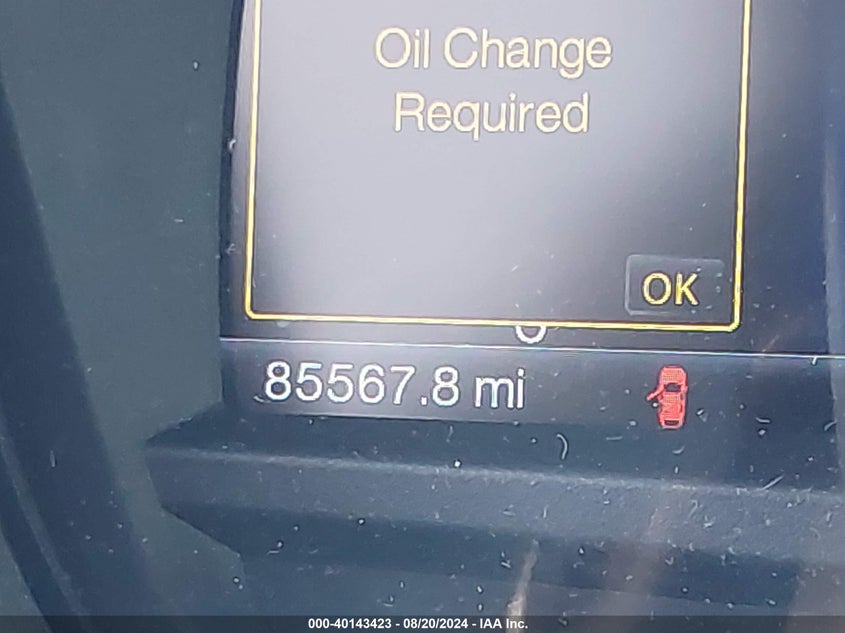 Oil Change
Required
OK
85567.8 mi
000-40143423 - 08/20/2024 - IAA Inc.